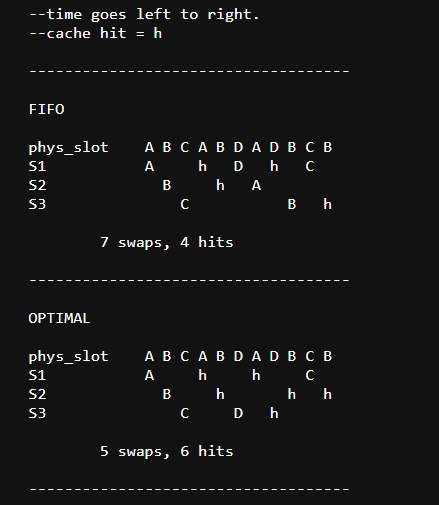 --time goes left to right.
--cache hit = h
------------------------------------
FIFO
phys_slot    A B C A B D A D B C B
S1           A     h   D   h   C
S2             B     h   A
S3               C           B   h
        7 swaps, 4 hits
------------------------------------
OPTIMAL
phys_slot    A B C A B D A D B C B
S1           A     h     h     C
S2             B     h       h   h
S3               C     D   h
        5 swaps, 6 hits
------------------------------------